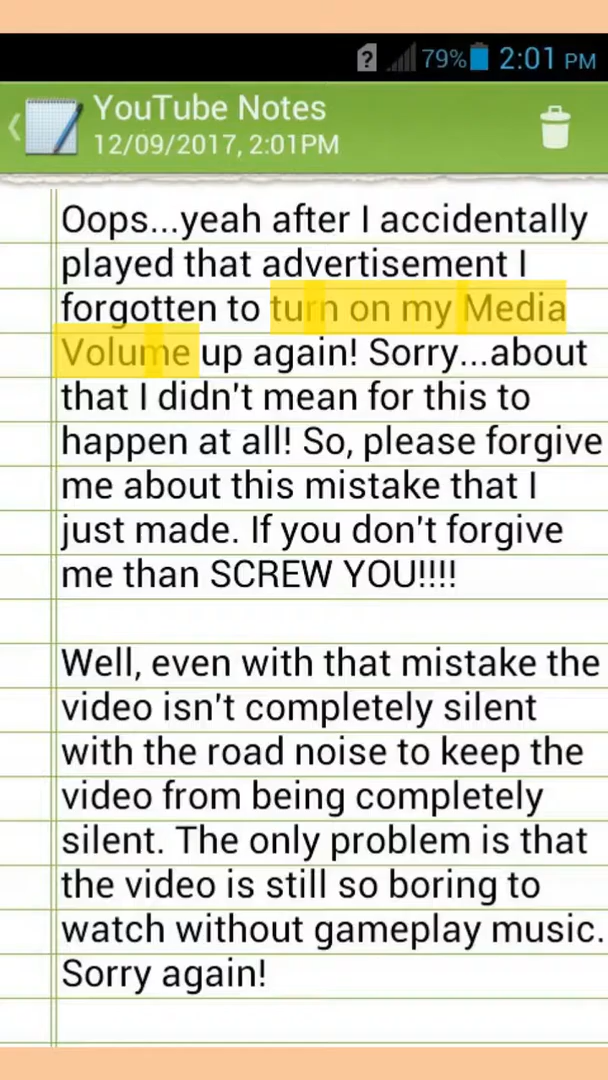 79% 2:01 PM
YouTube Notes
12/09/2017, 2:01PM
Oops...yeah after I accidentally
played that advertisement I
forgotten to turn on my Media
Volume up again! Sorry...about
that I didn't mean for this to
happen at all! So, please forgive
me about this mistake that I
just made. If you don't forgive
me than SCREW YOU!!!!
Well, even with that mistake the
video isn't completely silent
with the road noise to keep the
video from being completely
silent. The only problem is that
the video is still so boring to
watch without gameplay music.
Sorry again!